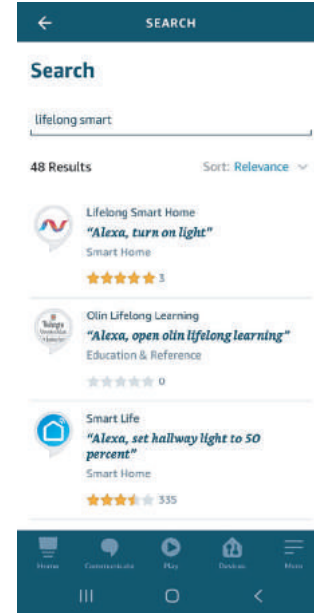 SEARCH
Search
lifelong smart
48 Results Sort: Relevance
Lifelong Smart Home
"Alexa, turn on light"
Smart Home
3
Olin Lifelong Learning
"Alexa, open olin lifelong learning"
Education & Reference
0
Smart Life
"Alexa, set hallway light to 50
percent"
Smart Home
335
Home Communicate Play Devices More